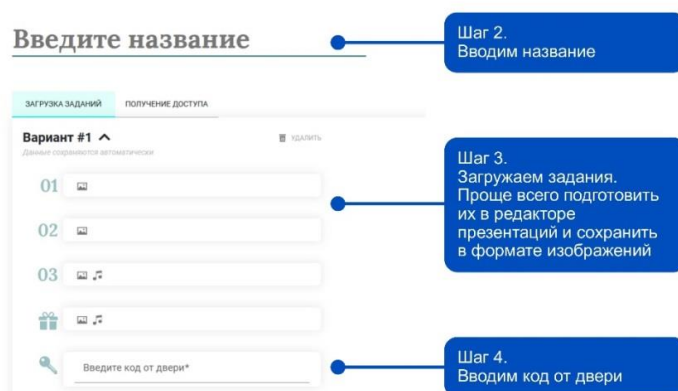 Введите название
Шаг 2.
Вводим название
ЗАГРУЗКА ЗАДАНИЙ ПОЛУЧЕНИЕ ДОСТУПА
Вариант #1
УДАЛИТЬ
Данные сохраняются автоматически
01
02
03
Шаг 3.
Загружаем задания.
Проще всего подготовить
их в редакторе
презентаций и сохранить
в формате изображений
Введите код от двери*
Шаг 4.
Вводим код от двери